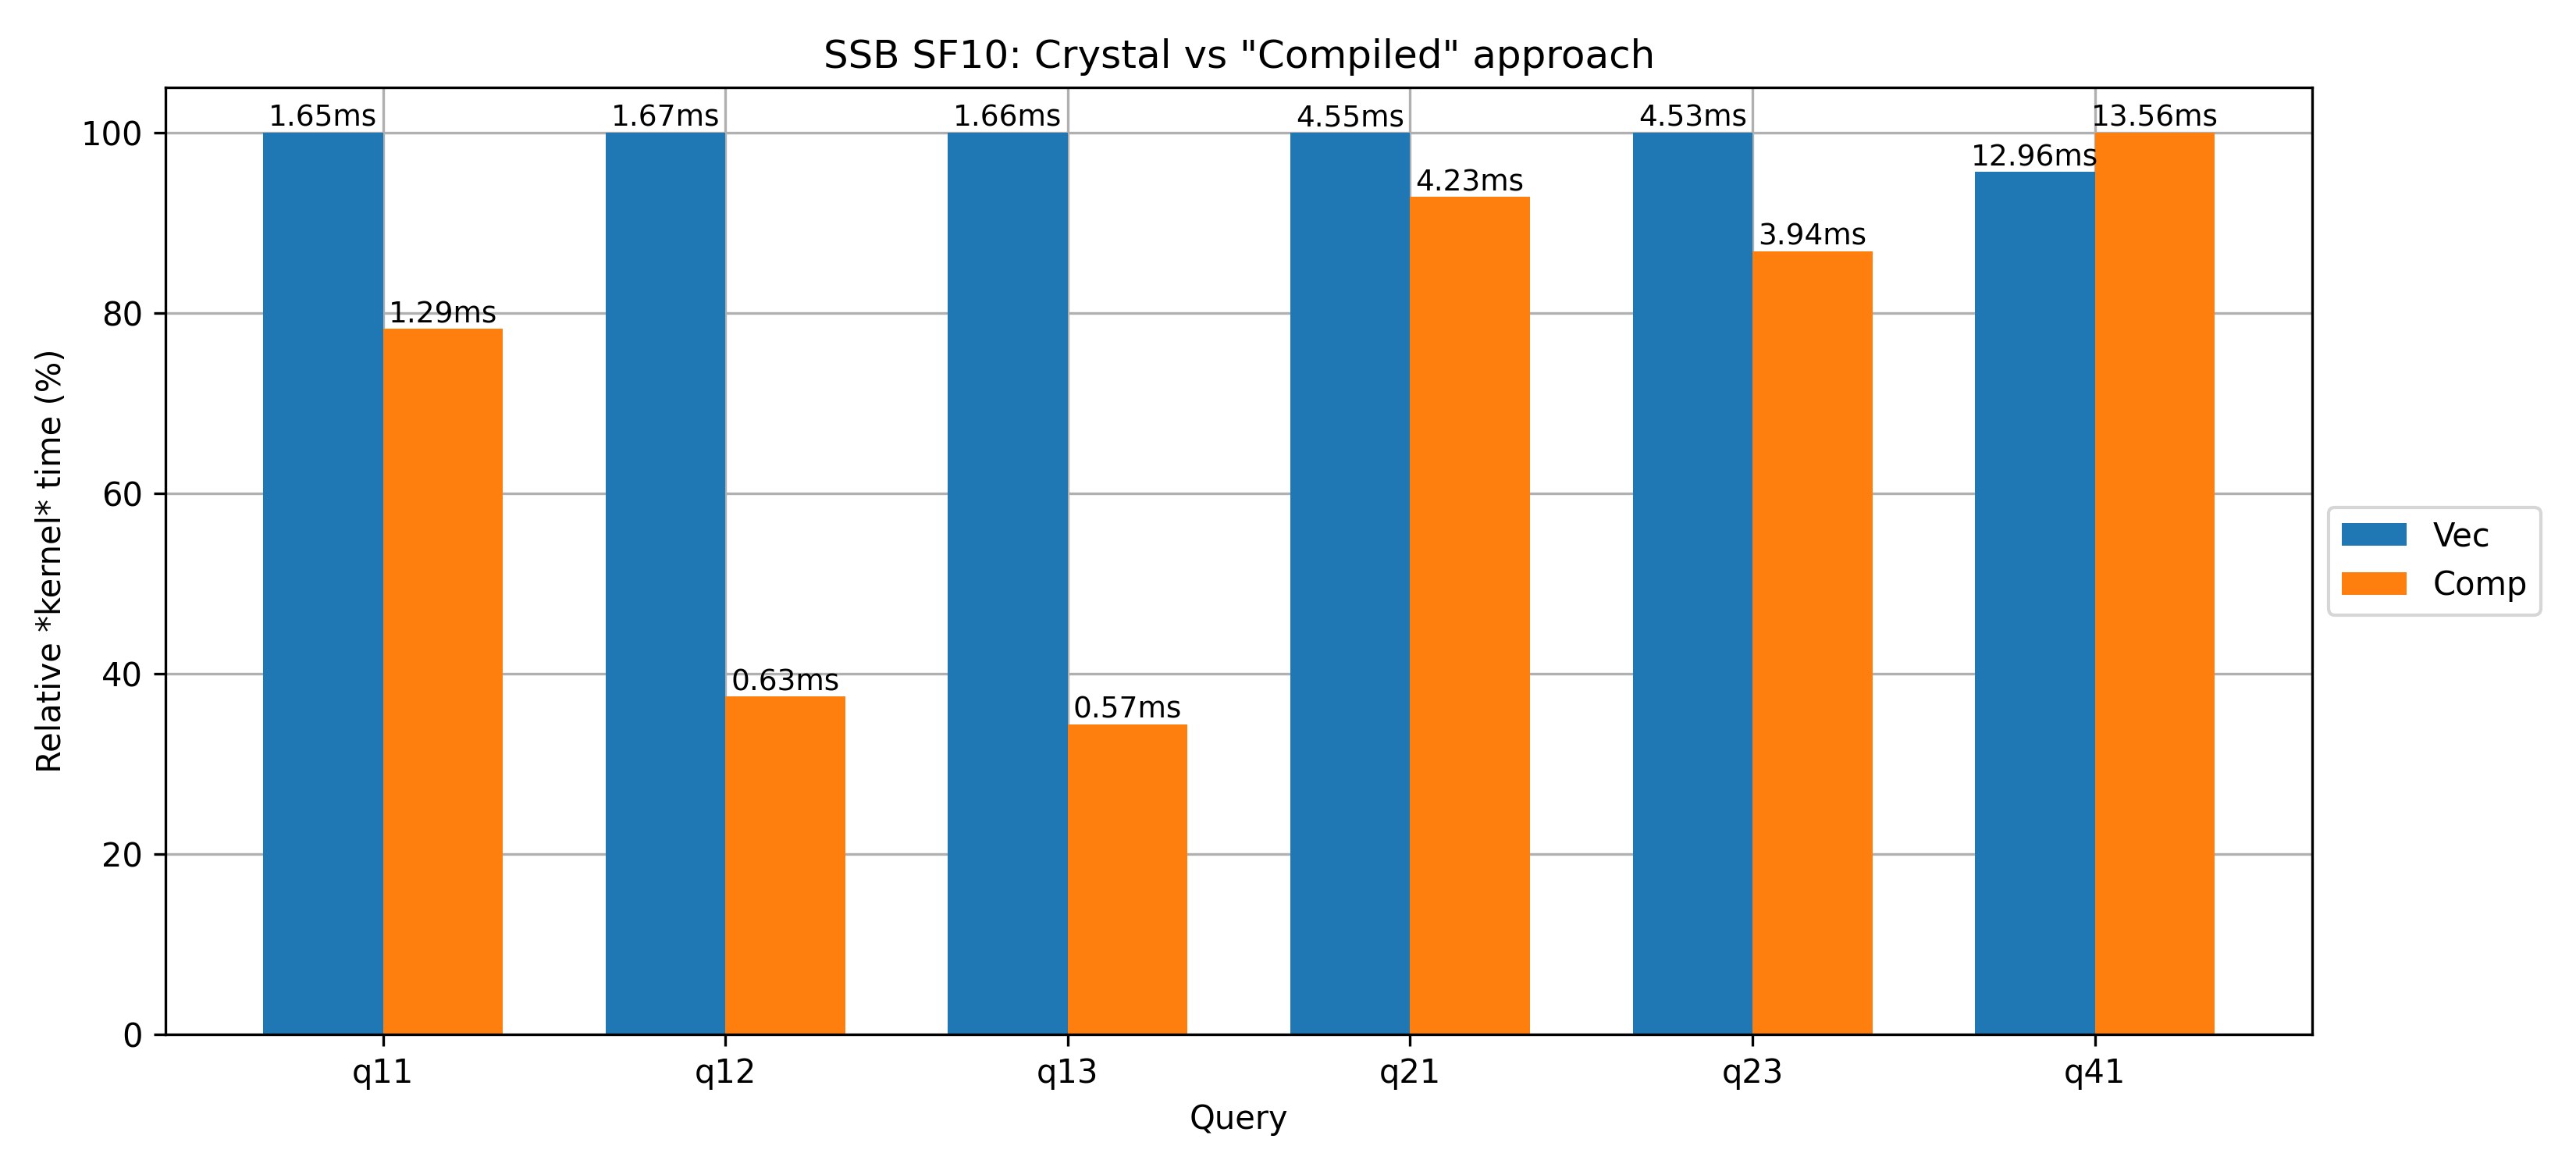 SSB SF10: Crystal vs "Compiled" approach
1.65ms
1.67ms
1.66ms
4.55ms
4.53ms
13.56ms
12.96ms
4.23ms
3.94ms
1.29ms
0.63ms
0.57ms
100
80
60
40
20
0
Relative *kernel* time (%)
q11
q12
q13
q21
q23
q41
Query
Vec
Comp